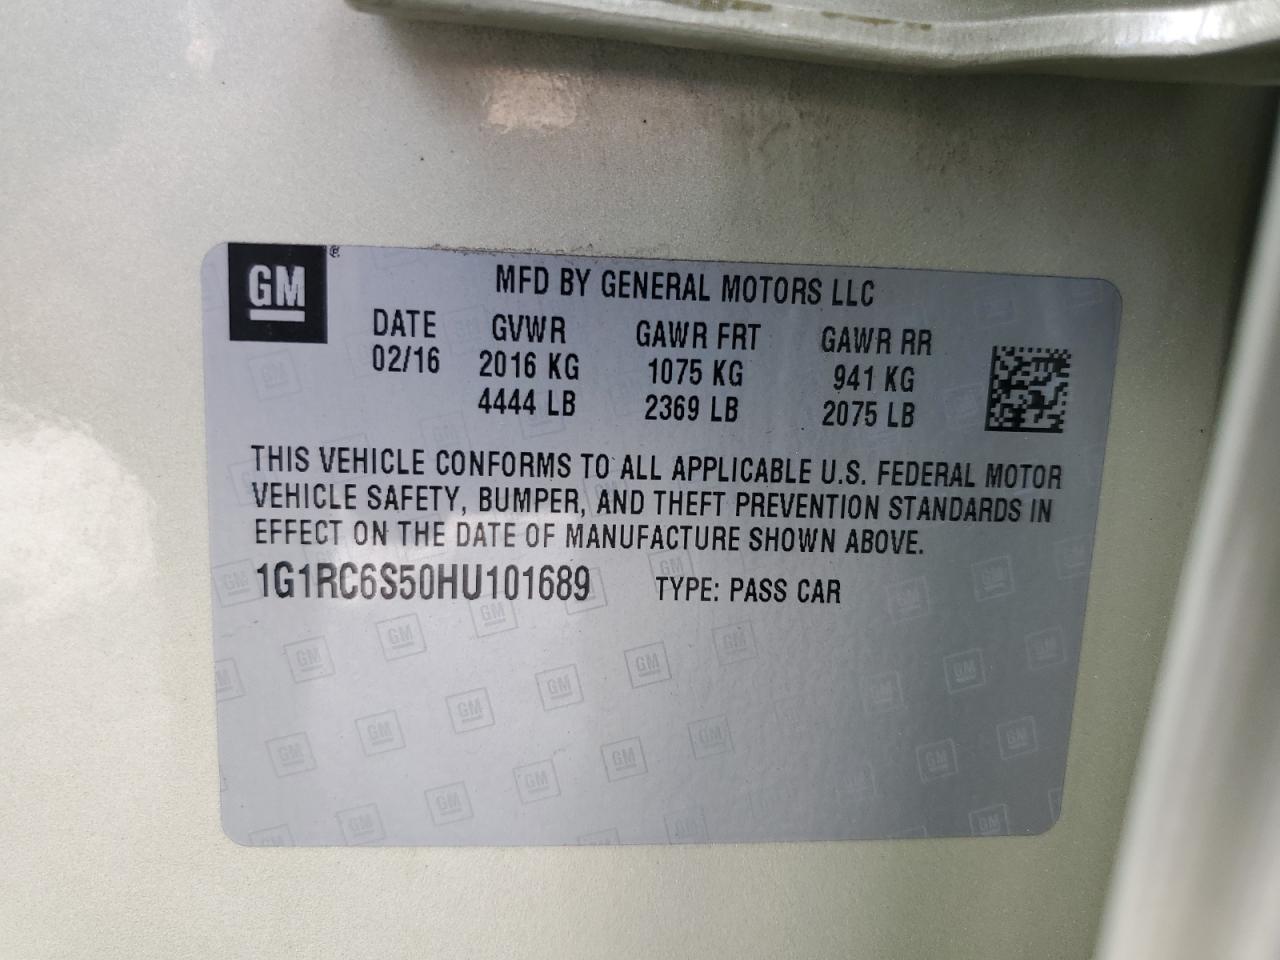 GM ®
MFD BY GENERAL MOTORS LLC
DATE GVWR GAWR FRT GAWR RR
02/16 2016 KG 1075 KG 941 KG
4444 LB 2369 LB 2075 LB
THIS VEHICLE CONFORMS TO ALL APPLICABLE U.S. FEDERAL MOTOR
VEHICLE SAFETY, BUMPER, AND THEFT PREVENTION STANDARDS IN
EFFECT ON THE DATE OF MANUFACTURE SHOWN ABOVE.
1G1RC6S50HU101689 TYPE: PASS CAR